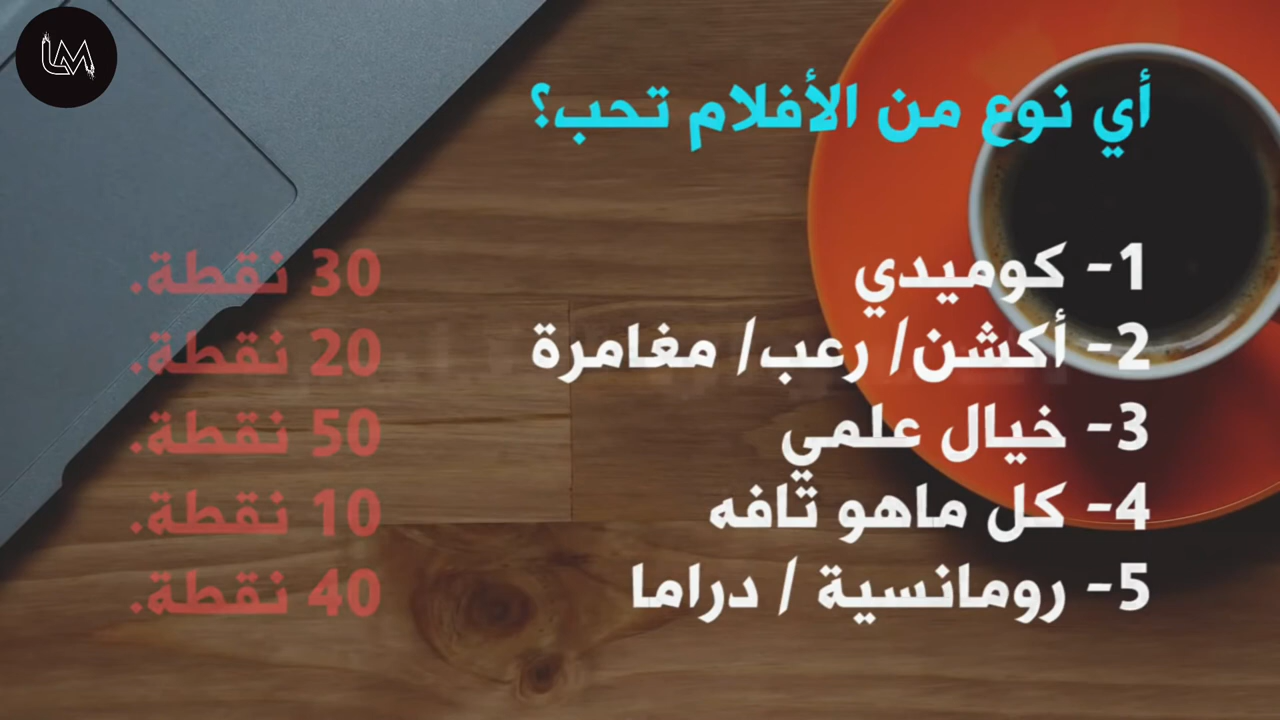 LM
أي نوع من الأفلام تحب؟
1- كوميدي 30 نقطة.
2- أكشن/ رعب/ مغامرة 20 نقطة.
3- خيال علمي 50 نقطة.
4- كل ماهو تافه 10 نقطة.
5- رومانسية / دراما 40 نقطة.